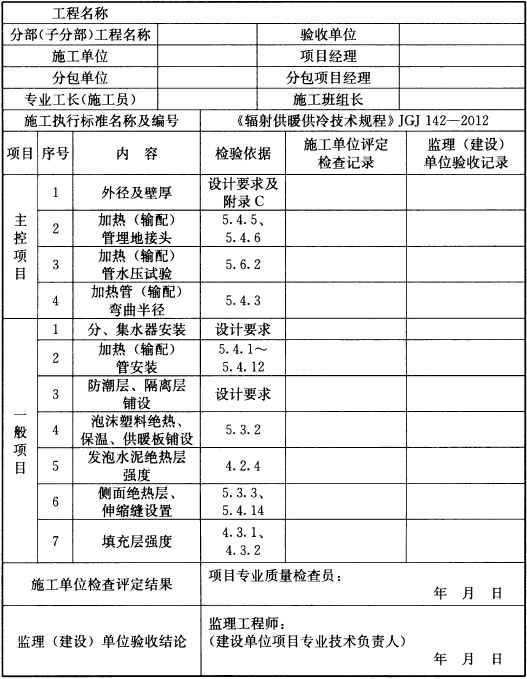 工程名称
分部(子分部)工程名称 验收单位
施工单位 项目经理
分包单位 分包项目经理
专业工长(施工员) 施工班组长
施工执行标准名称及编号 《辐射供暖供冷技术规程》JGJ 142—2012
项目 序号 内 容 检验依据 施工单位评定
检查记录 监理（建设）
单位验收记录
主
控
项
目
1 外径及壁厚 设计要求及
附录 C
2 加热（输配）
管埋地接头 5.4.5、
5.4.6
3 加热（输配）
管水压试验 5.6.2
4 加热管（输配）
弯曲半径 5.4.3
一
般
项
目
1 分、集水器安装 设计要求
2 加热（输配）
管安装 5.4.1～
5.4.12
3 防潮层、隔离层
铺设 设计要求
4 泡沫塑料绝热、
保温、供暖板铺设 5.3.2
5 发泡水泥绝热层
强度 4.2.4
6 侧面绝热层、
伸缩缝设置 5.3.3、
5.4.14
7 填充层强度 4.3.1、
4.3.2
施工单位检查评定结果 项目专业质量检查员：
年 月 日
监理（建设）单位验收结论 监理工程师：
（建设单位项目专业技术负责人）
年 月 日